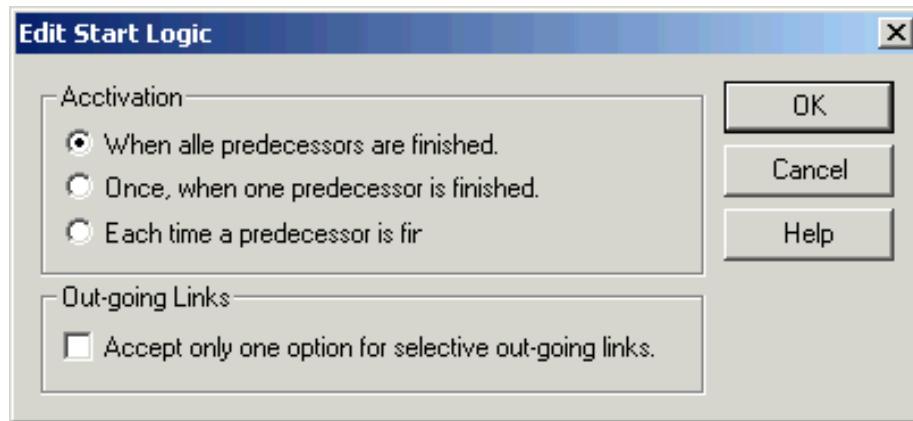 Edit Start Logic
Acctivation
When alle predecessors are finished.
Once, when one predecessor is finished.
Each time a predecessor is fir
Out-going Links
Accept only one option for selective out-going links.
OK
Cancel
Help